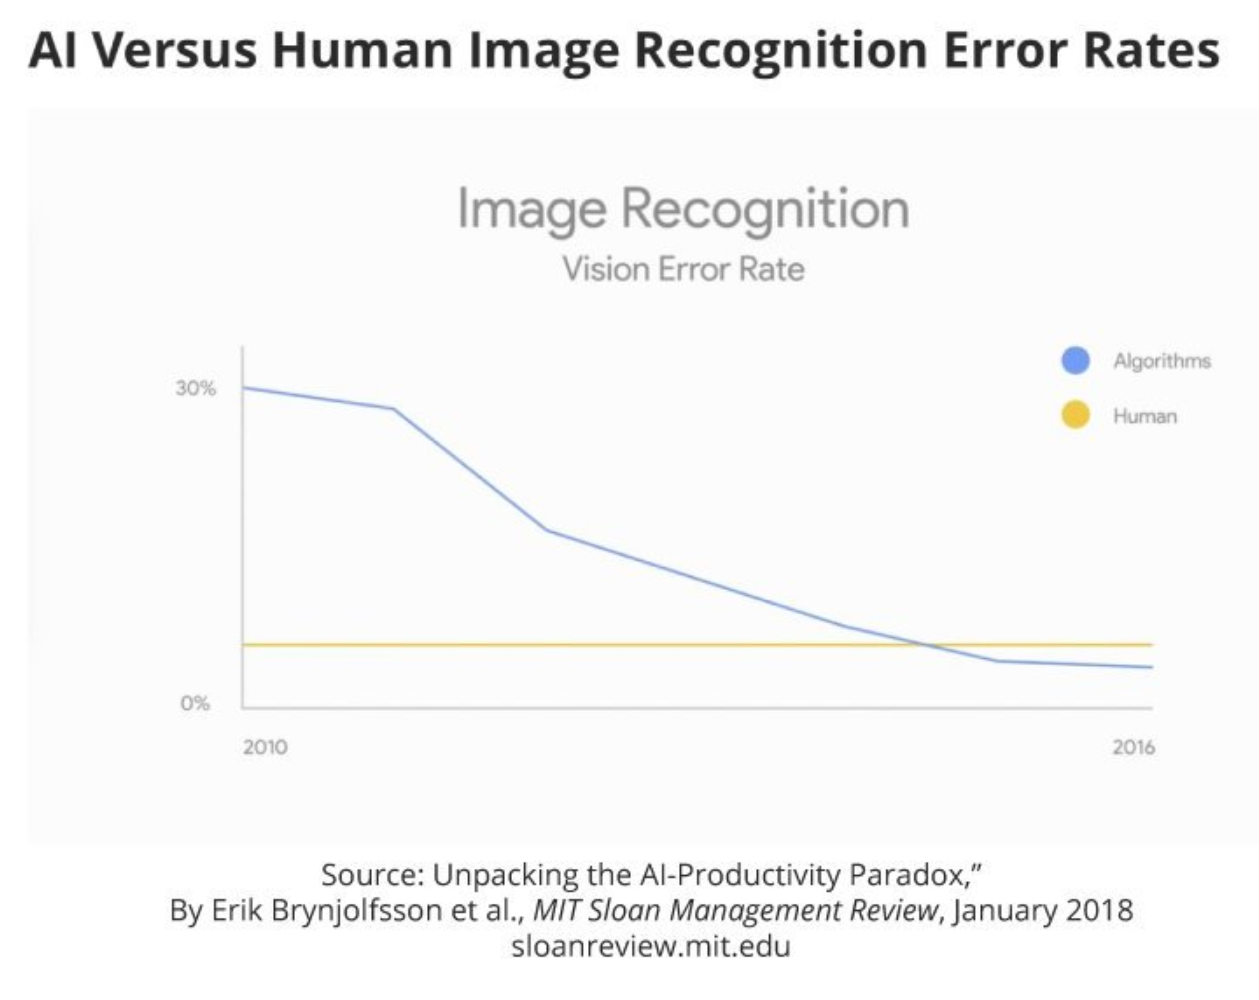 AI Versus Human Image Recognition Error Rates
Image Recognition
Vision Error Rate
Algorithms
Human
30%
0%
2010
2016
Source: Unpacking the AI-Productivity Paradox,”
By Erik Brynjolfsson et al., MIT Sloan Management Review, January 2018
sloanreview.mit.edu